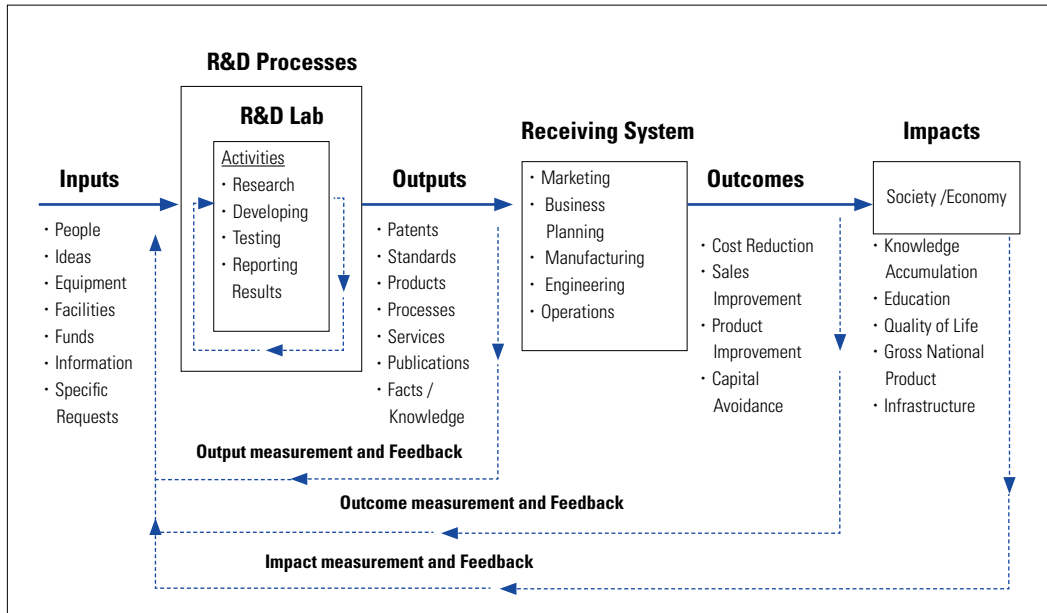 R&D Processes
R&D Lab
Inputs
· People
· Ideas
· Equipment
· Facilities
· Funds
· Information
· Specific
Requests
Activities
· Research
· Developing
· Testing
· Reporting
Results
Outputs
· Patents
· Standards
· Products
· Processes
· Services
· Publications
· Facts /
Knowledge
Receiving System
· Marketing
· Business
Planning
· Manufacturing
· Engineering
· Operations
Outcomes
· Cost Reduction
· Sales
Improvement
· Product
Improvement
· Capital
Avoidance
Impacts
Society /Economy
· Knowledge
Accumulation
· Education
· Quality of Life
· Gross National
Product
· Infrastructure
Output measurement and Feedback
Outcome measurement and Feedback
Impact measurement and Feedback